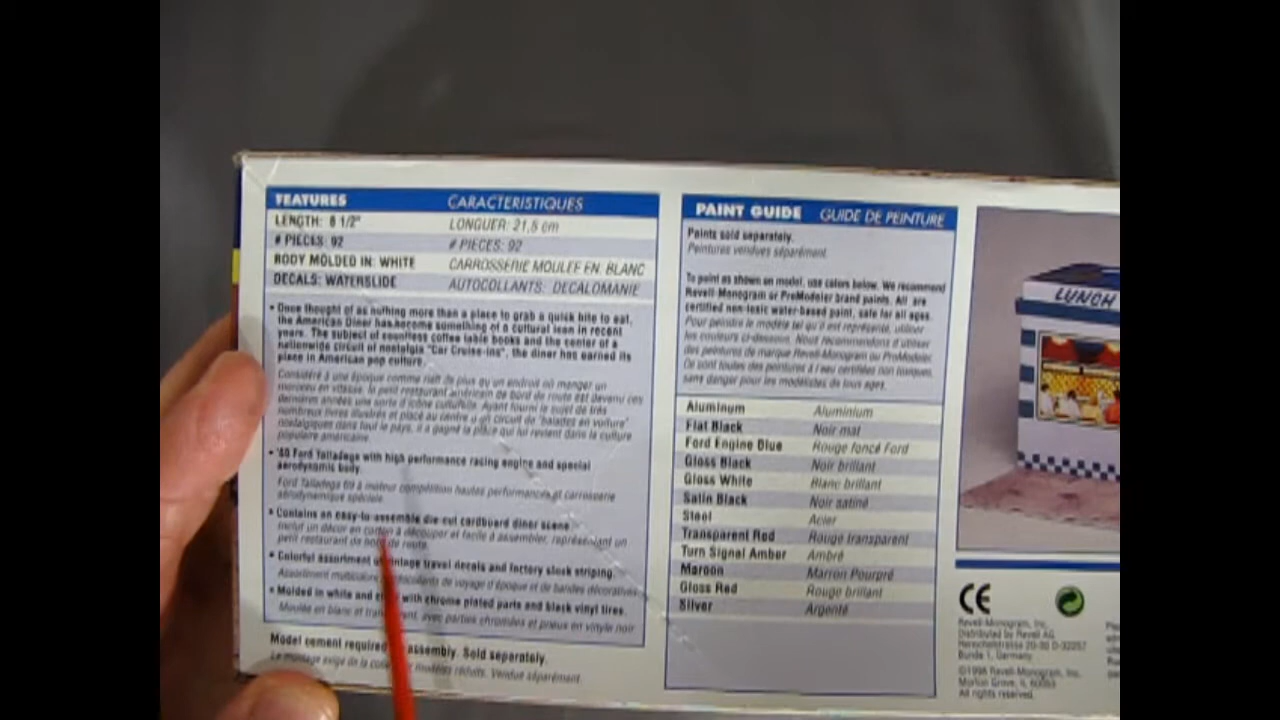 FEATURES CARACTERISTIQUES
LENGTH: 8 1/2" LONGUER: 21,6 cm
# PIECES: 92 # PIECES: 92
BODY MOLDED IN: WHITE CARROSSERIE MOULEE EN: BLANC
DECALS: WATERSLIDE AUTOCOLLANTS: DECALOMANIE
• Once thought of as nothing more than a place to grab a quick bite to eat,
the American Diner has become something of a cultural icon in recent
years. The subject of countless coffee table books and the center of a
nationwide circuit of nostalgia "Car Cruise-ins", the diner has earned its
place in American pop culture.
Considéré à une époque comme rien de plus qu'un endroit où manger un
morceau en vitesse, le petit restaurant américain de bord de route est devenu ces
dernières années une sorte d'icône culturelle. Ayant fourni le sujet de très
nombreux livres illustrés et placé au centre d'un circuit de "balades en voiture"
nostalgiques dans tout le pays, il a gagné la place qui lui revient dans la culture
populaire américaine.
• '69 Ford Talladega with high performance racing engine and special
aerodynamic body.
Ford Talladega 69 à moteur compétition hautes performances et carrosserie
aérodynamique spéciale
• Contains an easy-to-assemble die-cut cardboard diner scene
Inclut un décor en carton à découper et facile à assembler, représentant un
petit restaurant de bord de route.
• Colorful assortment of vintage travel decals and factory stock striping.
Assortiment multicolore d'autocollants de voyage d'époque et de bandes décoratives
• Molded in white and clear with chrome plated parts and black vinyl tires.
Moulée en blanc et transparent, avec parties chromées et pneus en vinyle noir
Model cement required assembly. Sold separately.
Le montage exige de la colle modèles réduits. Vendue séparément.
PAINT GUIDE GUIDE DE PEINTURE
Paints sold separately.
Peintures vendues séparément.
To paint as shown on model, use colors below. We recommend
Revell-Monogram or ProModeler brand paints. All are
certified non-toxic water-based paint, safe for all ages.
Pour peindre le modèle tel qu'il est représenté, utiliser
les couleurs ci-dessous. Nous recommandons d'utiliser
des peintures de marque Revell-Monogram ou ProModeler.
Ce sont toutes des peintures à l'eau certifiées non toxiques,
sans danger pour les modélistes de tous ages.
Aluminum Aluminium
Flat Black Noir mat
Ford Engine Blue Rouge foncé Ford
Gloss Black Noir brillant
Gloss White Blanc brillant
Satin Black Noir satiné
Steel Acier
Transparent Red Rouge transparent
Turn Signal Amber Ambré
Maroon Marron Pourpré
Gloss Red Rouge brillant
Silver Argenté
LUNCH
CE
Revell-Monogram, Inc.
Distributed by Revell AG
Henschelstrasse 20-30 D-32257
Bunde 1, Germany
©1998 Revell-Monogram, Inc.
Morton Grove, IL 60053
All rights reserved.